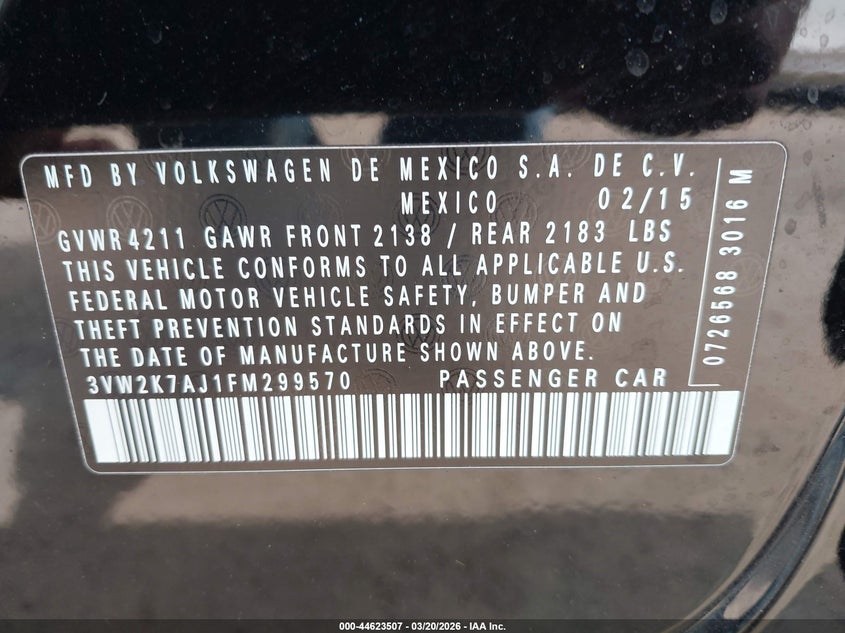 MFD BY VOLKSWAGEN DE MEXICO S.A. DE C.V.
MEXICO 02/15
GVWR 4211 GAWR FRONT 2138 / REAR 2183 LBS
THIS VEHICLE CONFORMS TO ALL APPLICABLE U.S.
FEDERAL MOTOR VEHICLE SAFETY, BUMPER AND
THEFT PREVENTION STANDARDS IN EFFECT ON
THE DATE OF MANUFACTURE SHOWN ABOVE.
3VW2K7AJ1FM299570 PASSENGER CAR
0726568 3016 M
000-44623507 - 03/20/2026 - IAA Inc.